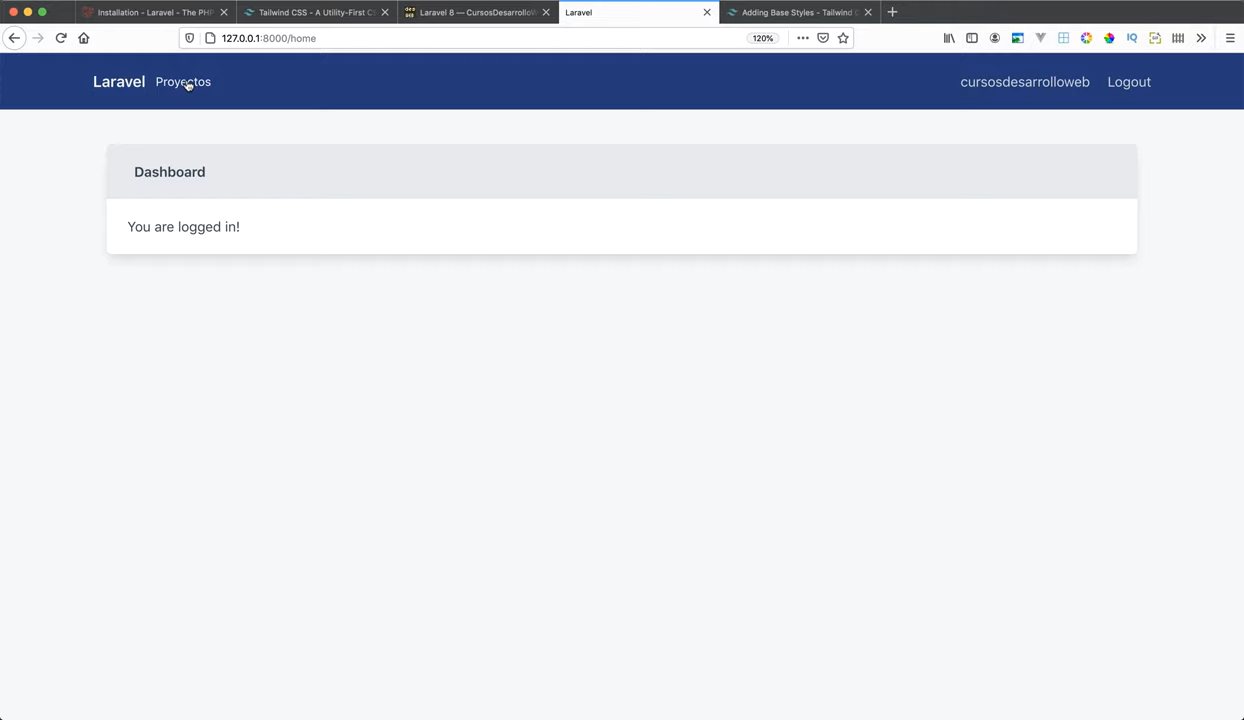 Installation - Laravel - The PHP
Tailwind CSS - A Utility-First CS
Laravel 8 — CursosDesarrolloW
Laravel
Adding Base Styles - Tailwind C
127.0.0.1:8000/home
120%
Laravel Proyectos cursosdesarrolloweb Logout
Dashboard
You are logged in!